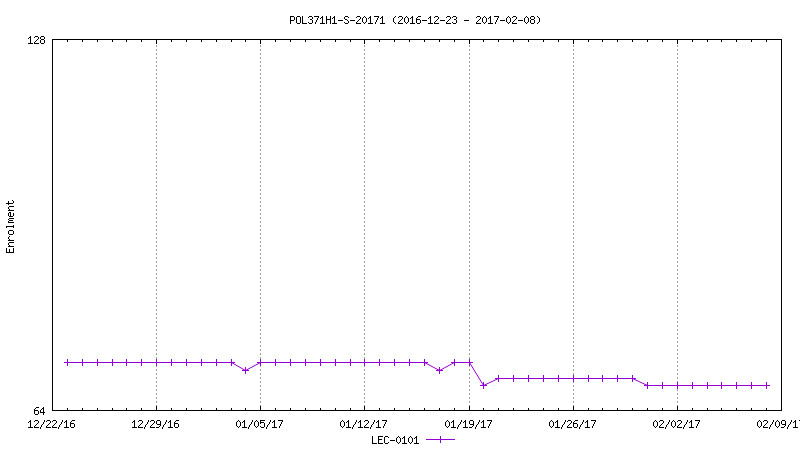 POL371H1-S-20171 (2016-12-23 - 2017-02-08)
128
Enrolment
64
12/22/16 12/29/16 01/05/17 01/12/17 01/19/17 01/26/17 02/02/17 02/09/17
LEC-0101